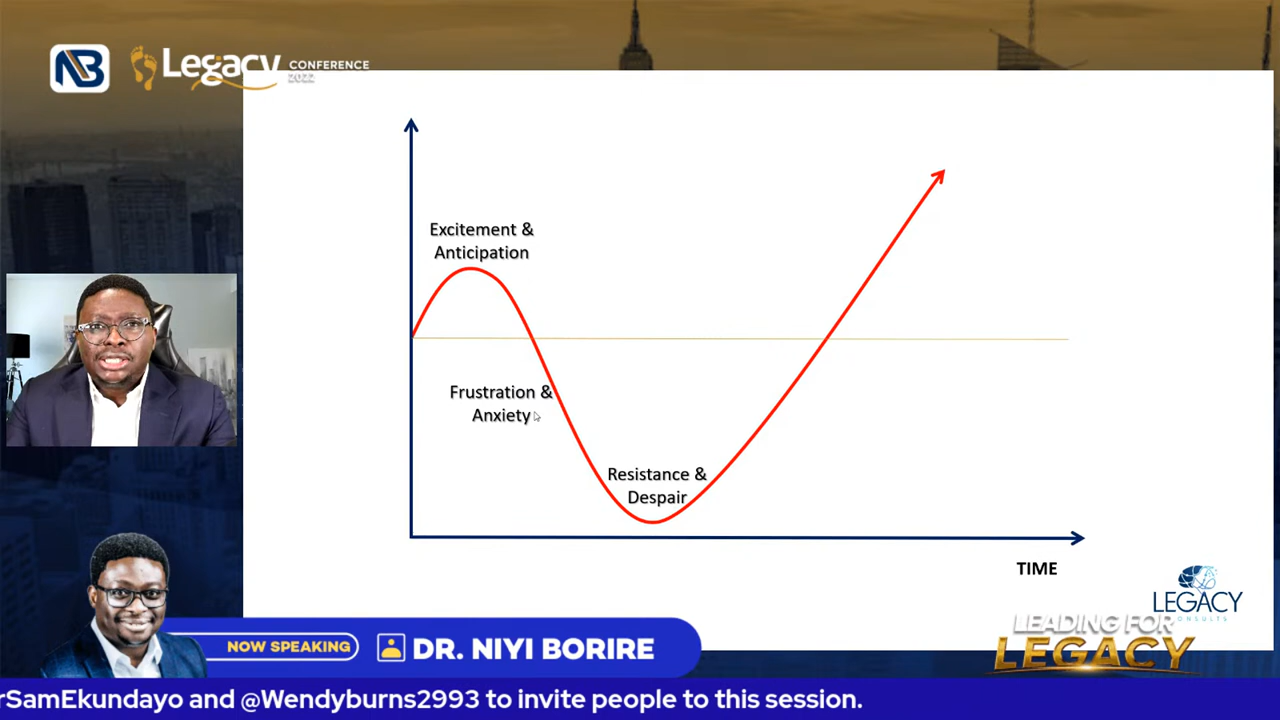 NB
Legacy
CONFERENCE
2022
Excitement &
Anticipation
Frustration &
Anxiety
Resistance &
Despair
TIME
LEGACY
CONSULTS
LEADING FOR
LEGACY
NOW SPEAKING
DR. NIYI BORIRE
rSamEkundayo and @Wendyburns2993 to invite people to this session.